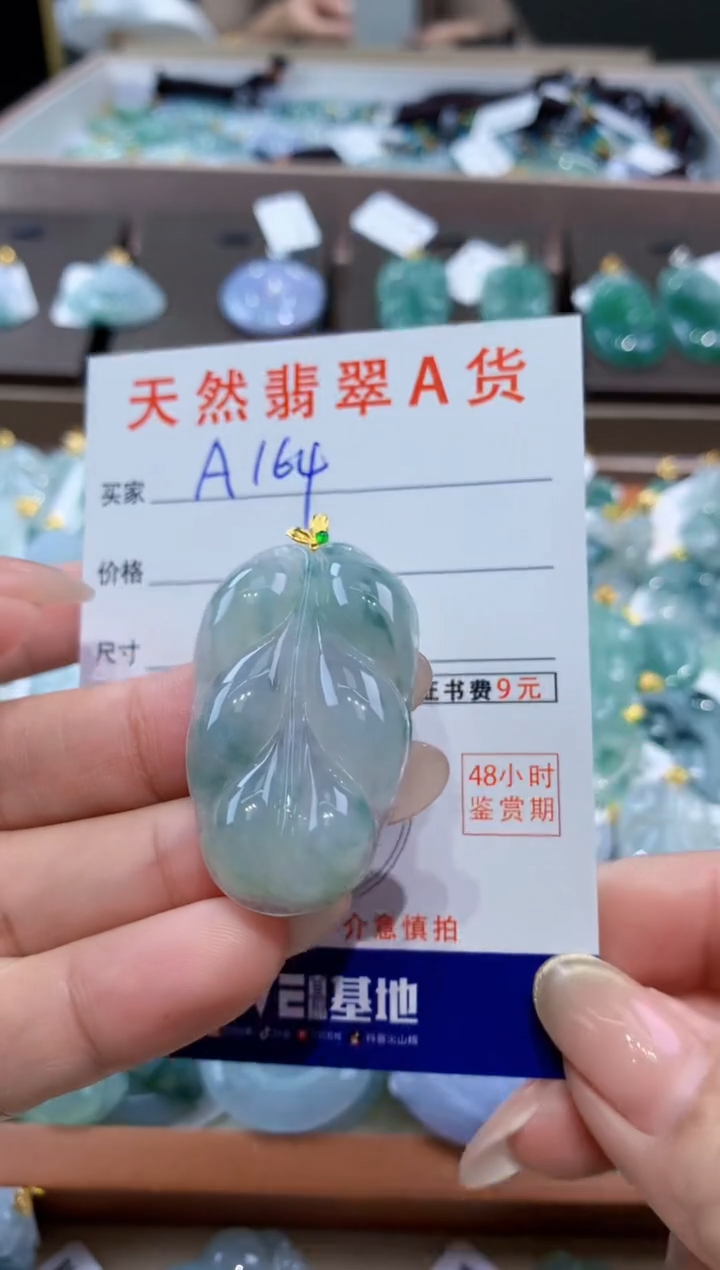 天然翡翠A货
买家 A164
价格
尺寸
证书费9元
48小时
鉴赏期
介意慎拍
基地